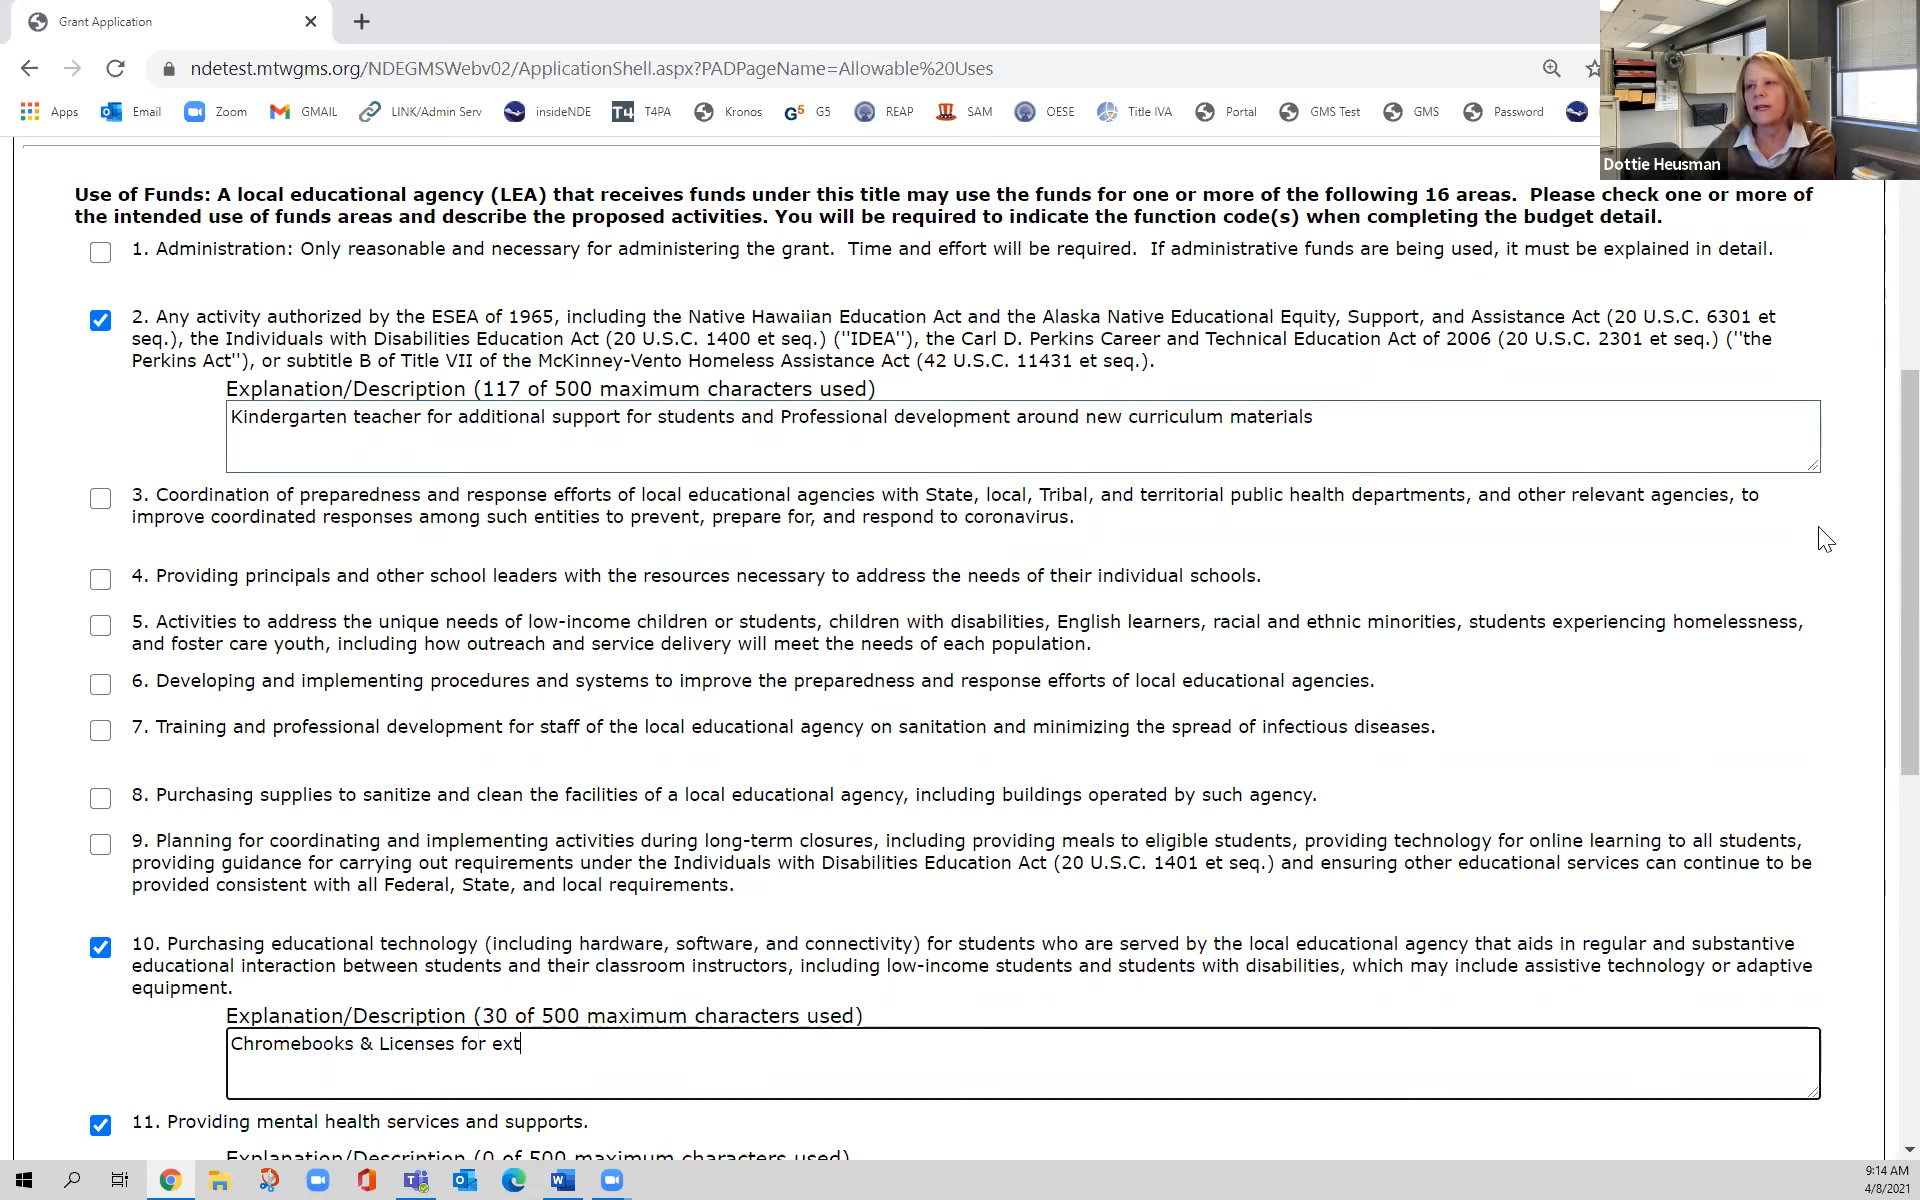 Grant Application
ndetest.mtwgms.org/NDEGMSWebv02/ApplicationShell.aspx?PADPageName=Allowable%20Uses
Apps Email Zoom GMAIL LINK/Admin Serv insideNDE T4 T4PA Kronos G5 G5 REAP SAM OESE Title IVA Portal GMS Test GMS Password
Dottie Heusman
Use of Funds: A local educational agency (LEA) that receives funds under this title may use the funds for one or more of the following 16 areas.  Please check one or more of
the intended use of funds areas and describe the proposed activities. You will be required to indicate the function code(s) when completing the budget detail.
1. Administration: Only reasonable and necessary for administering the grant.  Time and effort will be required.  If administrative funds are being used, it must be explained in detail.
2. Any activity authorized by the ESEA of 1965, including the Native Hawaiian Education Act and the Alaska Native Educational Equity, Support, and Assistance Act (20 U.S.C. 6301 et
seq.), the Individuals with Disabilities Education Act (20 U.S.C. 1400 et seq.) (''IDEA''), the Carl D. Perkins Career and Technical Education Act of 2006 (20 U.S.C. 2301 et seq.) (''the
Perkins Act''), or subtitle B of Title VII of the McKinney-Vento Homeless Assistance Act (42 U.S.C. 11431 et seq.).
Explanation/Description (117 of 500 maximum characters used)
Kindergarten teacher for additional support for students and Professional development around new curriculum materials
3. Coordination of preparedness and response efforts of local educational agencies with State, local, Tribal, and territorial public health departments, and other relevant agencies, to
improve coordinated responses among such entities to prevent, prepare for, and respond to coronavirus.
4. Providing principals and other school leaders with the resources necessary to address the needs of their individual schools.
5. Activities to address the unique needs of low-income children or students, children with disabilities, English learners, racial and ethnic minorities, students experiencing homelessness,
and foster care youth, including how outreach and service delivery will meet the needs of each population.
6. Developing and implementing procedures and systems to improve the preparedness and response efforts of local educational agencies.
7. Training and professional development for staff of the local educational agency on sanitation and minimizing the spread of infectious diseases.
8. Purchasing supplies to sanitize and clean the facilities of a local educational agency, including buildings operated by such agency.
9. Planning for coordinating and implementing activities during long-term closures, including providing meals to eligible students, providing technology for online learning to all students,
providing guidance for carrying out requirements under the Individuals with Disabilities Education Act (20 U.S.C. 1401 et seq.) and ensuring other educational services can continue to be
provided consistent with all Federal, State, and local requirements.
10. Purchasing educational technology (including hardware, software, and connectivity) for students who are served by the local educational agency that aids in regular and substantive
educational interaction between students and their classroom instructors, including low-income students and students with disabilities, which may include assistive technology or adaptive
equipment.
Explanation/Description (30 of 500 maximum characters used)
Chromebooks & Licenses for ext
11. Providing mental health services and supports.
Explanation/Description (0 of 500 maximum characters used)
9:14 AM
4/8/2021